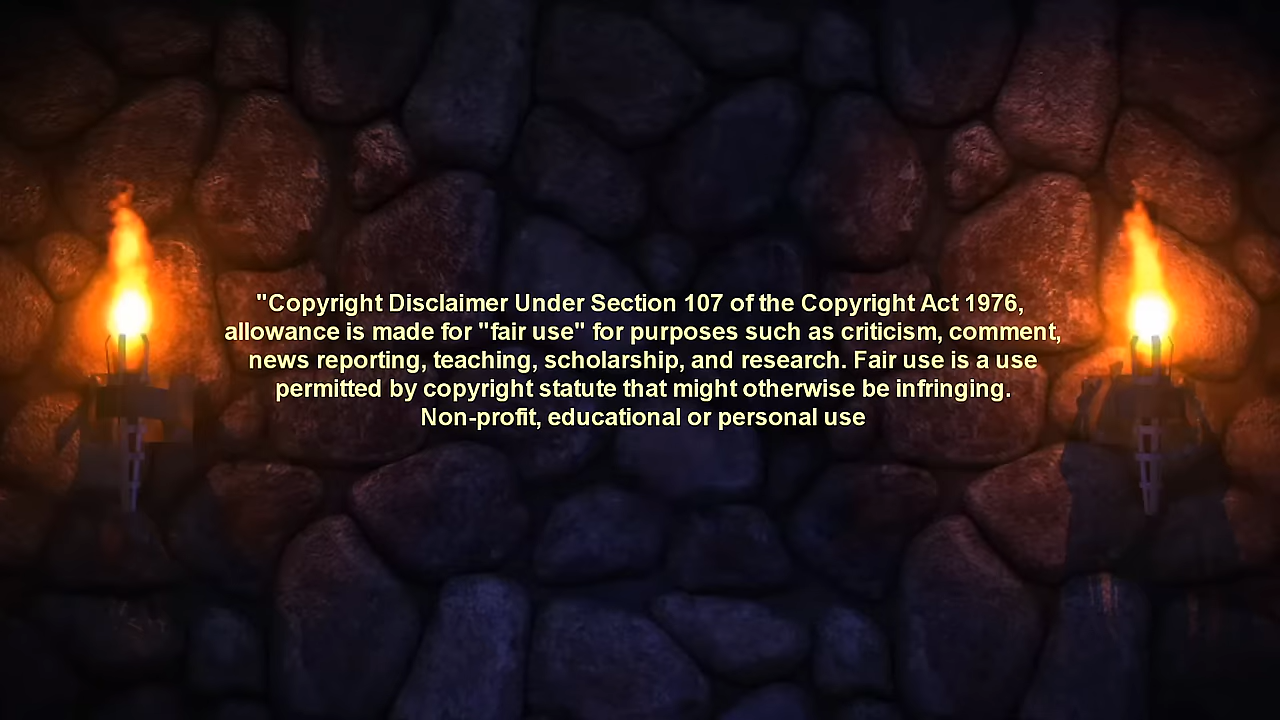 "Copyright Disclaimer Under Section 107 of the Copyright Act 1976,
allowance is made for "fair use" for purposes such as criticism, comment,
news reporting, teaching, scholarship, and research. Fair use is a use
permitted by copyright statute that might otherwise be infringing.
Non-profit, educational or personal use